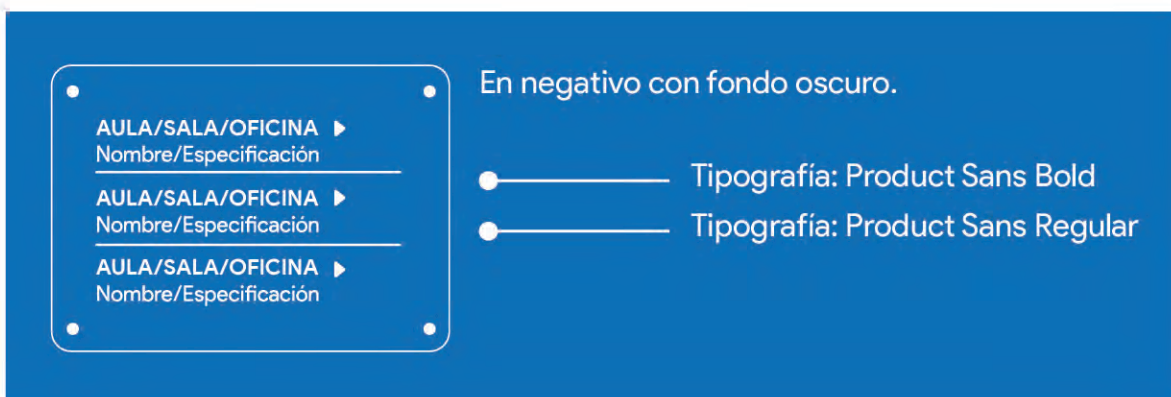 AULA/SALA/OFICINA
Nombre/Especificación
AULA/SALA/OFICINA
Nombre/Especificación
AULA/SALA/OFICINA
Nombre/Especificación
En negativo con fondo oscuro.
Tipografía: Product Sans Bold
Tipografía: Product Sans Regular